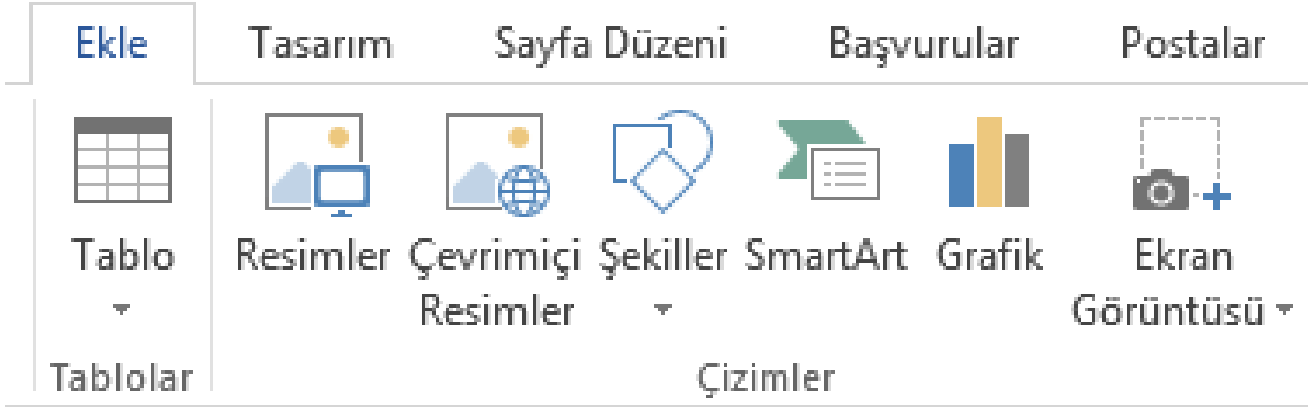 Ekle Tasarım Sayfa Düzeni Başvurular Postalar
Tablo Resimler Çevrimiçi Şekiller SmartArt Grafik Ekran
Resimler Görüntüsü
Tablolar Çizimler